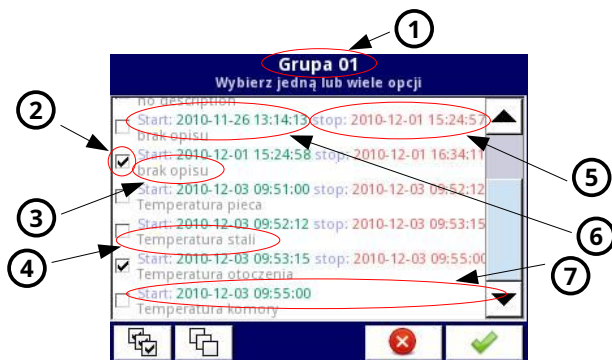 1
Grupa 01
Wybierz jedną lub wiele opcji
2
no description
Start: 2010-11-26 13:14:13 stop: 2010-12-01 15:24:57
brak opisu
Start: 2010-12-01 15:24:58 stop: 2010-12-01 16:34:11
brak opisu
5
3
Start: 2010-12-03 09:51:00 stop: 2010-12-03 09:52:12
Temperatura pieca
Start: 2010-12-03 09:52:12 stop: 2010-12-03 09:53:15
6
Temperatura stali
4
Start: 2010-12-03 09:53:15 stop: 2010-12-03 09:55:00
7
Temperatura otoczenia
Start: 2010-12-03 09:55:00
Temperatura komory